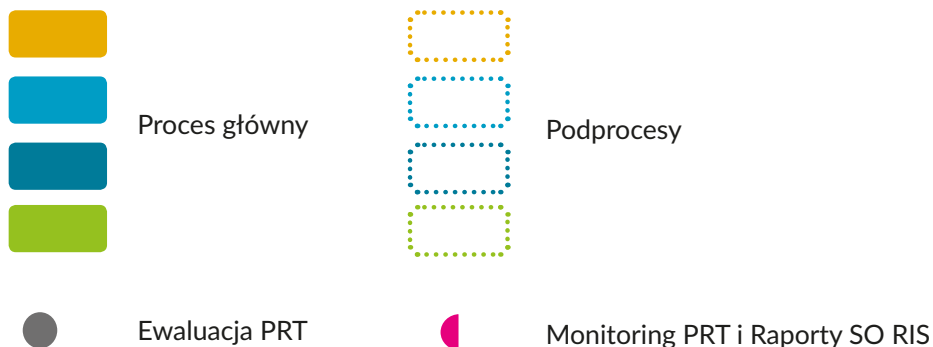 Proces główny
Podprocesy
Ewaluacja PRT
Monitoring PRT i Raporty SO RIS